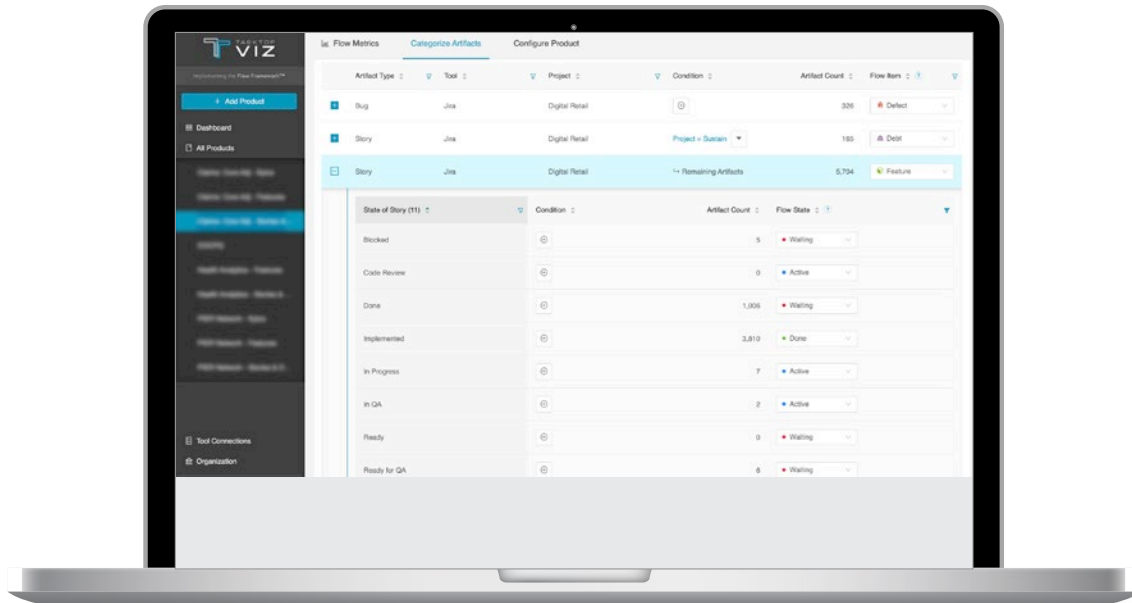 TASKTOP
VIZ
Implementing the Flow Framework™
+ Add Product
Dashboard
All Products
Tool Connections
Organization
Flow Metrics Categorize Artifacts Configure Product
Artifact Type Tool Project Condition Artifact Count Flow Item ?
Bug Jira Digital Retail 326 Defect
Story Jira Digital Retail Project = Sustain 165 Debt
Story Jira Digital Retail Remaining Artifacts 5,704 Feature
State of Story (11) Condition Artifact Count Flow State ?
Blocked 5 Waiting
Code Review 0 Active
Done 1,006 Waiting
Implemented 3,810 Done
In Progress 7 Active
In QA 2 Active
Ready 0 Waiting
Ready for QA 6 Waiting